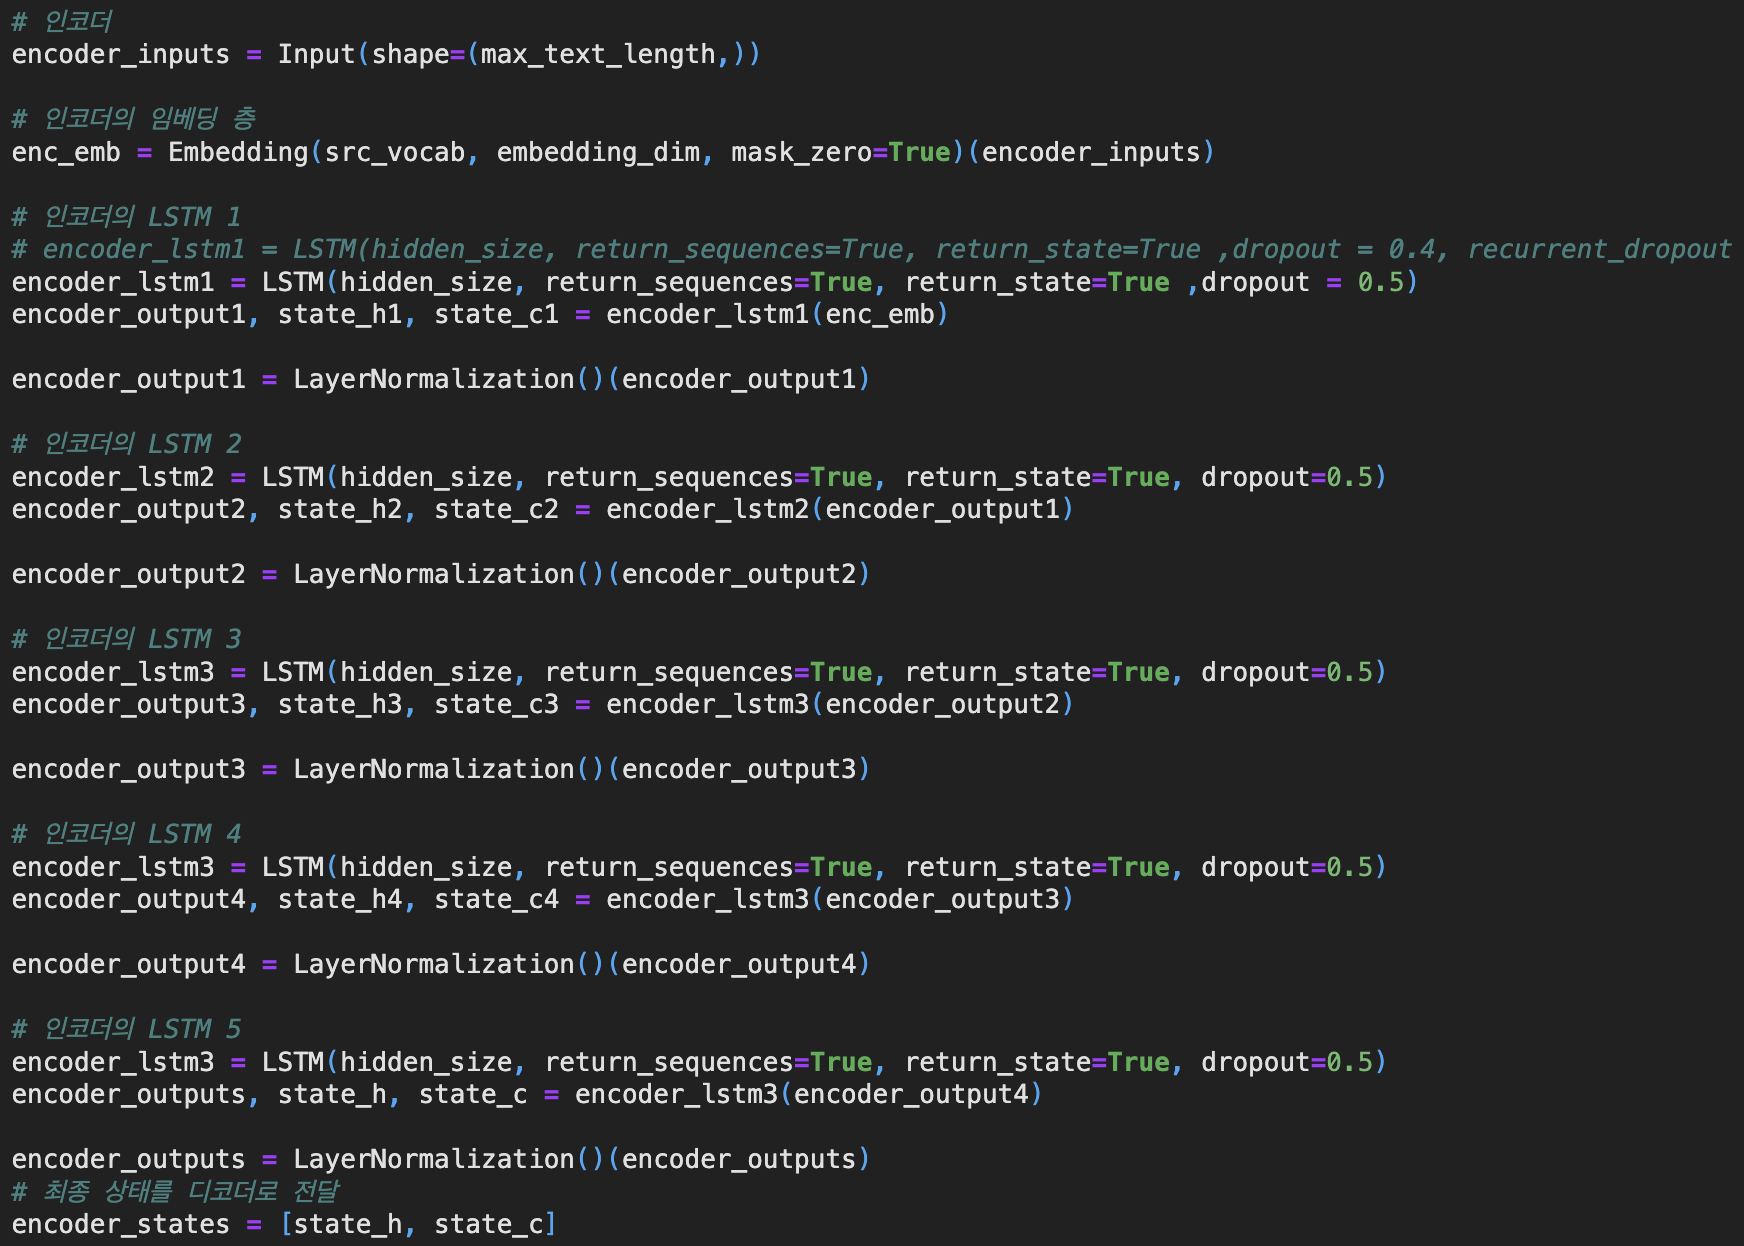 # 인코더
encoder_inputs = Input(shape=(max_text_length,))
# 인코더의 임베딩 층
enc_emb = Embedding(src_vocab, embedding_dim, mask_zero=True)(encoder_inputs)
# 인코더의 LSTM 1
# encoder_lstm1 = LSTM(hidden_size, return_sequences=True, return_state=True ,dropout = 0.4, recurrent_dropout
encoder_lstm1 = LSTM(hidden_size, return_sequences=True, return_state=True ,dropout = 0.5)
encoder_output1, state_h1, state_c1 = encoder_lstm1(enc_emb)
encoder_output1 = LayerNormalization()(encoder_output1)
# 인코더의 LSTM 2
encoder_lstm2 = LSTM(hidden_size, return_sequences=True, return_state=True, dropout=0.5)
encoder_output2, state_h2, state_c2 = encoder_lstm2(encoder_output1)
encoder_output2 = LayerNormalization()(encoder_output2)
# 인코더의 LSTM 3
encoder_lstm3 = LSTM(hidden_size, return_sequences=True, return_state=True, dropout=0.5)
encoder_output3, state_h3, state_c3 = encoder_lstm3(encoder_output2)
encoder_output3 = LayerNormalization()(encoder_output3)
# 인코더의 LSTM 4
encoder_lstm3 = LSTM(hidden_size, return_sequences=True, return_state=True, dropout=0.5)
encoder_output4, state_h4, state_c4 = encoder_lstm3(encoder_output3)
encoder_output4 = LayerNormalization()(encoder_output4)
# 인코더의 LSTM 5
encoder_lstm3 = LSTM(hidden_size, return_sequences=True, return_state=True, dropout=0.5)
encoder_outputs, state_h, state_c = encoder_lstm3(encoder_output4)
encoder_outputs = LayerNormalization()(encoder_outputs)
# 최종 상태를 디코더로 전달
encoder_states = [state_h, state_c]